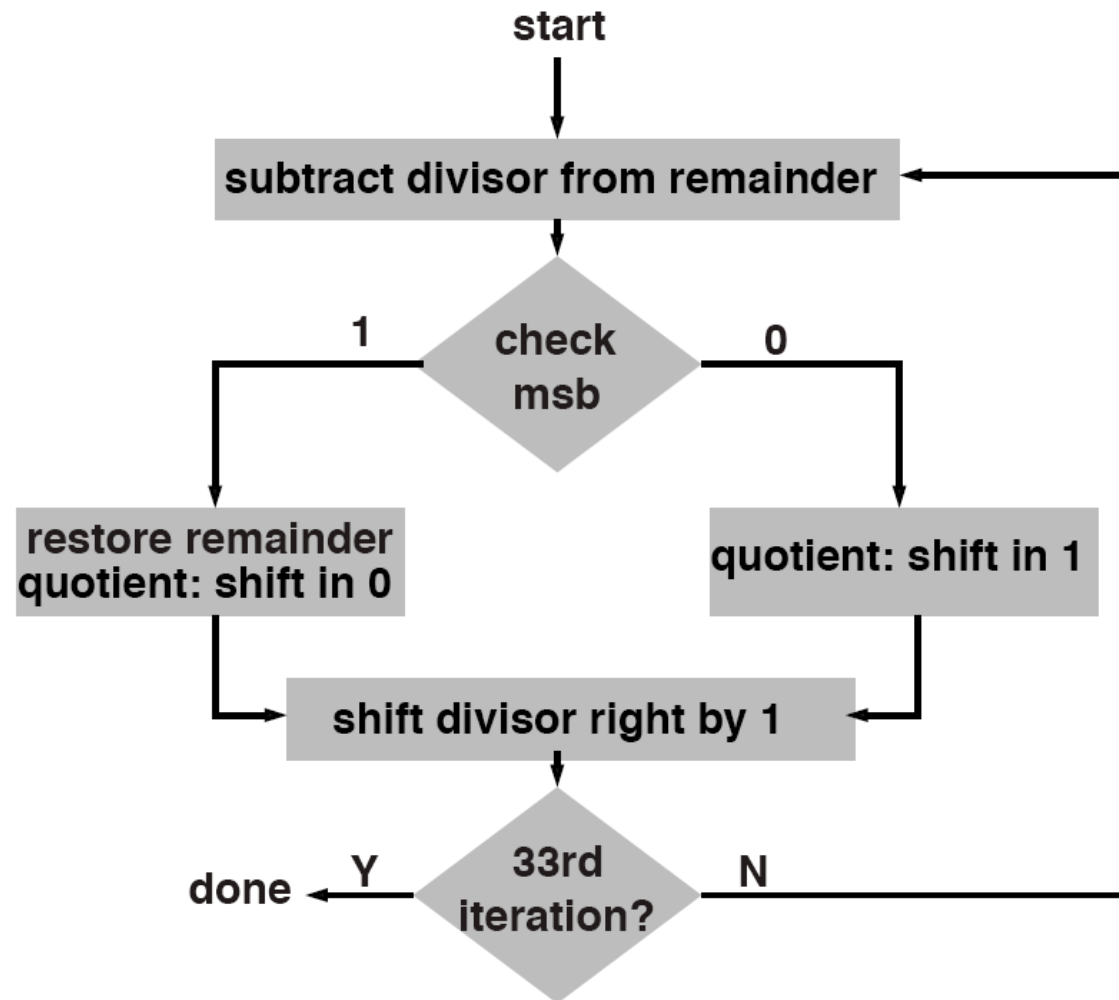 start
subtract divisor from remainder
check
msb
1
0
restore remainder
quotient: shift in 0
quotient: shift in 1
shift divisor right by 1
33rd
iteration?
Y
N
done